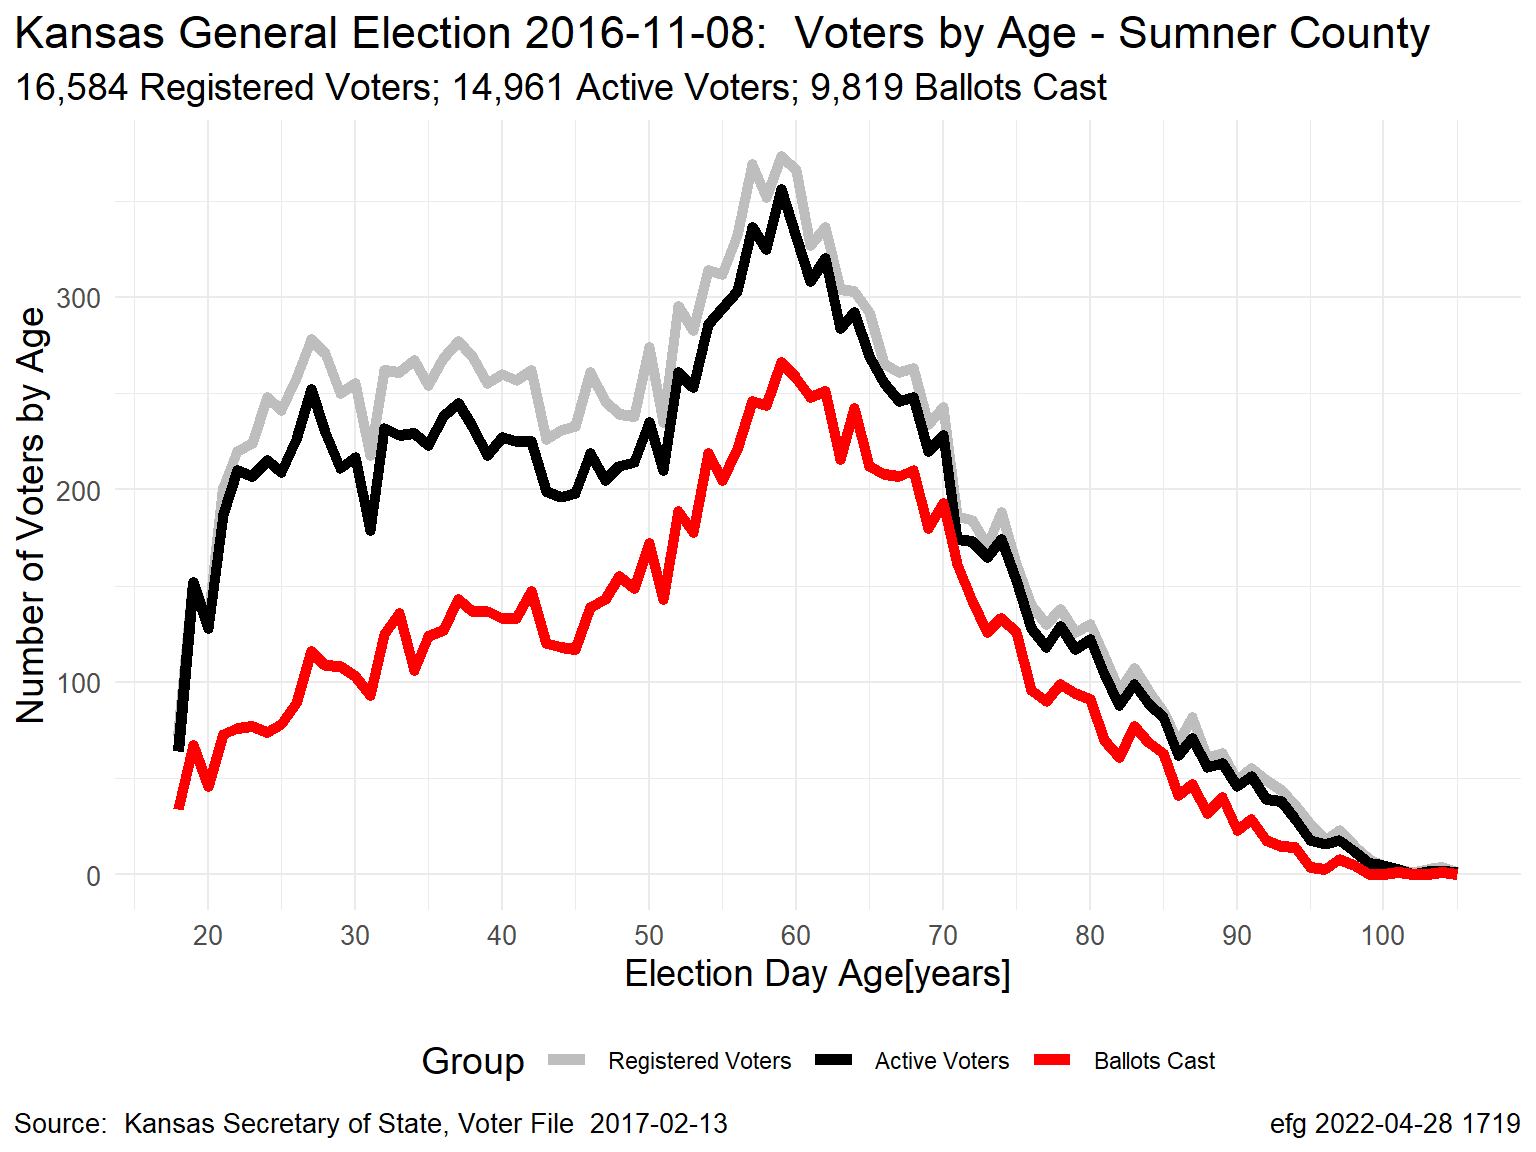 Kansas General Election 2016-11-08:  Voters by Age - Sumner County
16,584 Registered Voters; 14,961 Active Voters; 9,819 Ballots Cast
Number of Voters by Age
300
200
100
0
20 30 40 50 60 70 80 90 100
Election Day Age[years]
Group Registered Voters Active Voters Ballots Cast
Source:  Kansas Secretary of State, Voter File  2017-02-13
efg 2022-04-28 1719